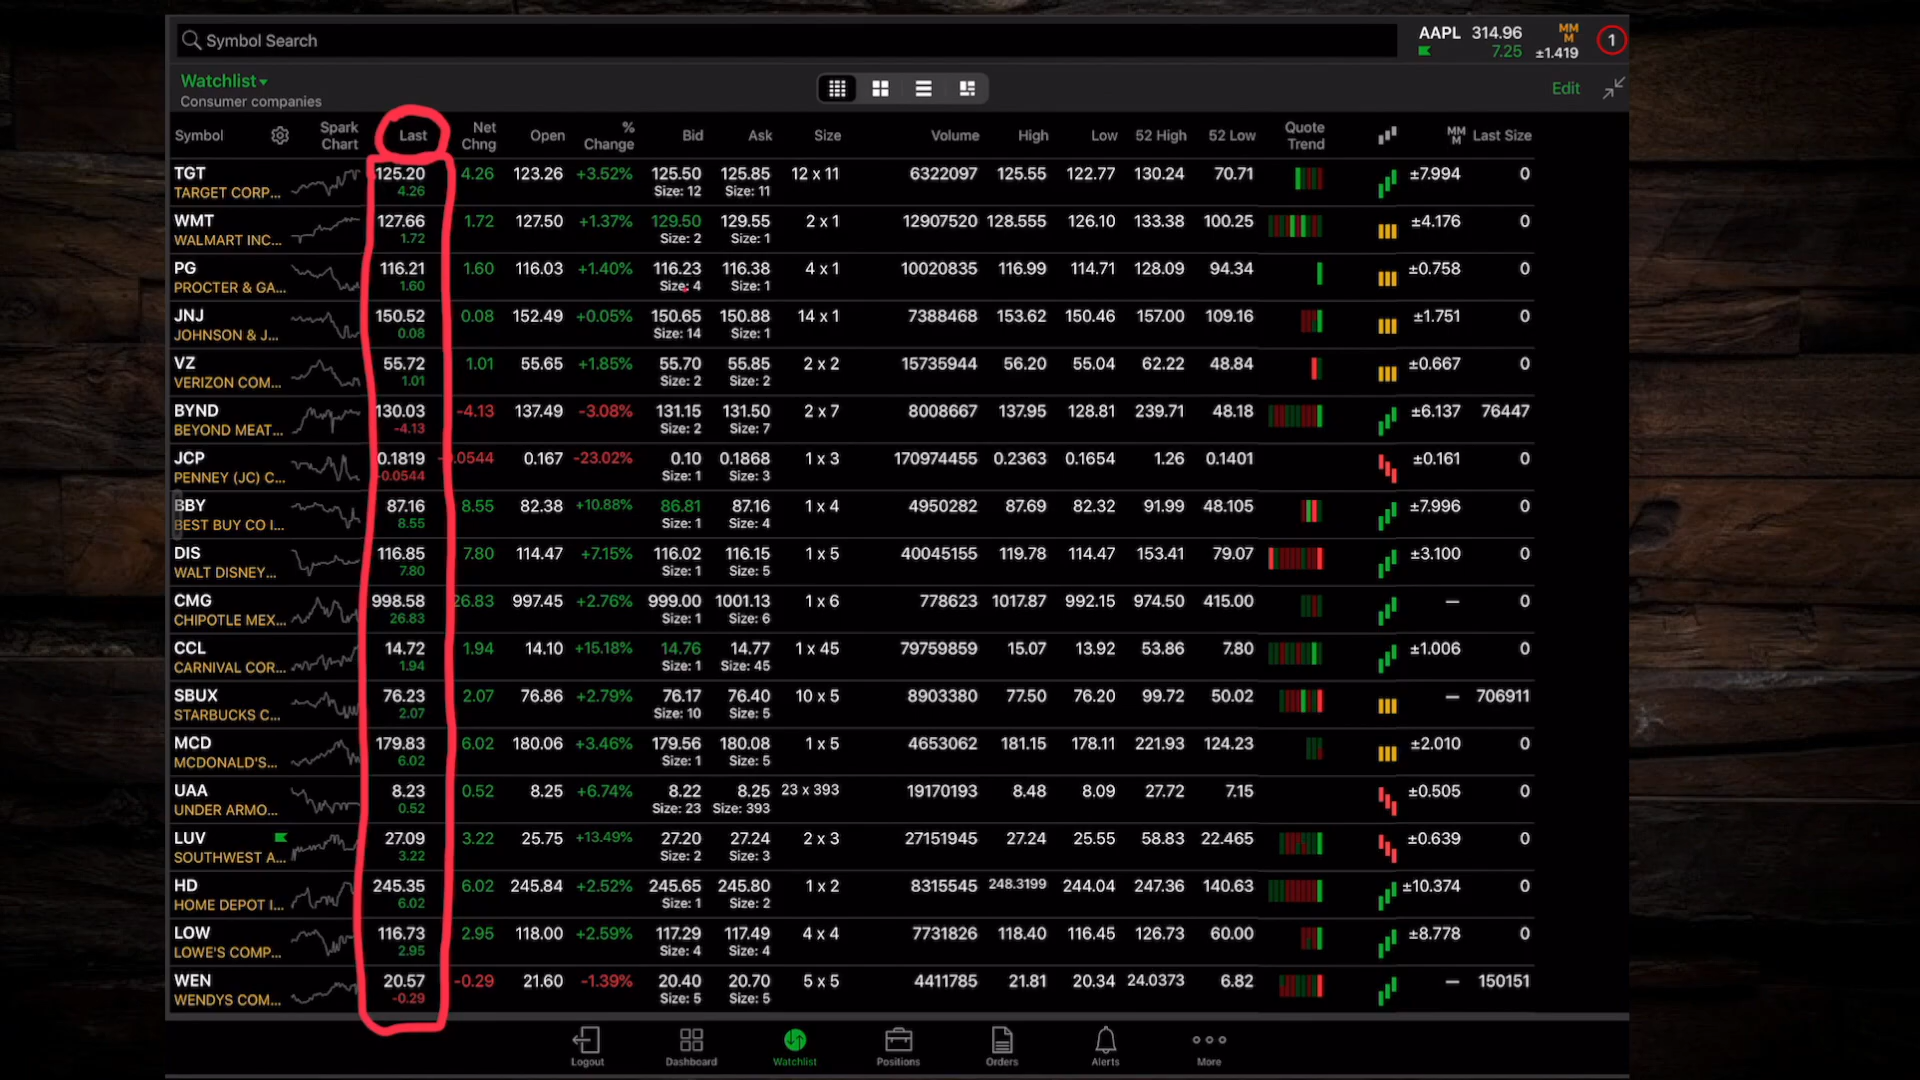 Symbol Search
AAPL 314.96 MM M 1
7.25 ±1.419
Watchlist
Edit
Consumer companies
Symbol Spark Chart Last Net Chng Open % Change Bid Ask Size Volume High Low 52 High 52 Low Quote Trend MM M Last Size
TGT 125.20 4.26 123.26 +3.52% 125.50 125.85 12 x 11 6322097 125.55 122.77 130.24 70.71 ±7.994 0
TARGET CORP... 4.26 Size: 12 Size: 11
WMT 127.66 1.72 127.50 +1.37% 129.50 129.55 2 x 1 12907520 128.555 126.10 133.38 100.25 ±4.176 0
WALMART INC... 1.72 Size: 2 Size: 1
PG 116.21 1.60 116.03 +1.40% 116.23 116.38 4 x 1 10020835 116.99 114.71 128.09 94.34 ±0.758 0
PROCTER & GA... 1.60 Size: 4 Size: 1
JNJ 150.52 0.08 152.49 +0.05% 150.65 150.88 14 x 1 7388468 153.62 150.46 157.00 109.16 ±1.751 0
JOHNSON & J... 0.08 Size: 14 Size: 1
VZ 55.72 1.01 55.65 +1.85% 55.70 55.85 2 x 2 15735944 56.20 55.04 62.22 48.84 ±0.667 0
VERIZON COM... 1.01 Size: 2 Size: 2
BYND 130.03 -4.13 137.49 -3.08% 131.15 131.50 2 x 7 8008667 137.95 128.81 239.71 48.18 ±6.137 76447
BEYOND MEAT... -4.13 Size: 2 Size: 7
JCP 0.1819 -0.0544 0.167 -23.02% 0.10 0.1868 1 x 3 170974455 0.2363 0.1654 1.26 0.1401 ±0.161 0
PENNEY (JC) C... -0.0544 Size: 1 Size: 3
BBY 87.16 8.55 82.38 +10.88% 86.81 87.16 1 x 4 4950282 87.69 82.32 91.99 48.105 ±7.996 0
BEST BUY CO I... 8.55 Size: 1 Size: 4
DIS 116.85 7.80 114.47 +7.15% 116.02 116.15 1 x 5 40045155 119.78 114.47 153.41 79.07 ±3.100 0
WALT DISNEY... 7.80 Size: 1 Size: 5
CMG 998.58 26.83 997.45 +2.76% 999.00 1001.13 1 x 6 778623 1017.87 992.15 974.50 415.00 — 0
CHIPOTLE MEX... 26.83 Size: 1 Size: 6
CCL 14.72 1.94 14.10 +15.18% 14.76 14.77 1 x 45 79759859 15.07 13.92 53.86 7.80 ±1.006 0
CARNIVAL COR... 1.94 Size: 1 Size: 45
SBUX 76.23 2.07 76.86 +2.79% 76.17 76.40 10 x 5 8903380 77.50 76.20 99.72 50.02 — 706911
STARBUCKS C... 2.07 Size: 10 Size: 5
MCD 179.83 6.02 180.06 +3.46% 179.56 180.08 1 x 5 4653062 181.15 178.11 221.93 124.23 ±2.010 0
MCDONALD'S... 6.02 Size: 1 Size: 5
UAA 8.23 0.52 8.25 +6.74% 8.22 8.25 23 x 393 19170193 8.48 8.09 27.72 7.15 ±0.505 0
UNDER ARMO... 0.52 Size: 23 Size: 393
LUV 27.09 3.22 25.75 +13.49% 27.20 27.24 2 x 3 27151945 27.24 25.55 58.83 22.465 ±0.639 0
SOUTHWEST A... 3.22 Size: 2 Size: 3
HD 245.35 6.02 245.84 +2.52% 245.65 245.80 1 x 2 8315545 248.3199 244.04 247.36 140.63 ±10.374 0
HOME DEPOT I... 6.02 Size: 1 Size: 2
LOW 116.73 2.95 118.00 +2.59% 117.29 117.49 4 x 4 7731826 118.40 116.45 126.73 60.00 ±8.778 0
LOWE'S COMP... 2.95 Size: 4 Size: 4
WEN 20.57 -0.29 21.60 -1.39% 20.40 20.70 5 x 5 4411785 21.81 20.34 24.0373 6.82 — 150151
WENDYS COM... -0.29 Size: 5 Size: 5
Logout Dashboard Watchlist Positions Orders Alerts More